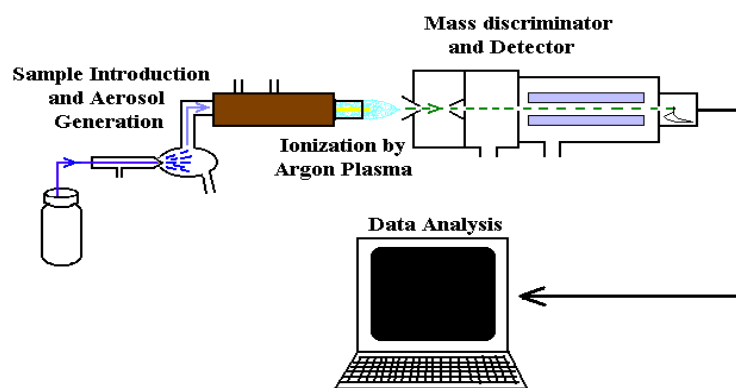 Mass discriminator
and Detector
Sample Introduction
and Aerosol
Generation
Ionization by
Argon Plasma
Data Analysis